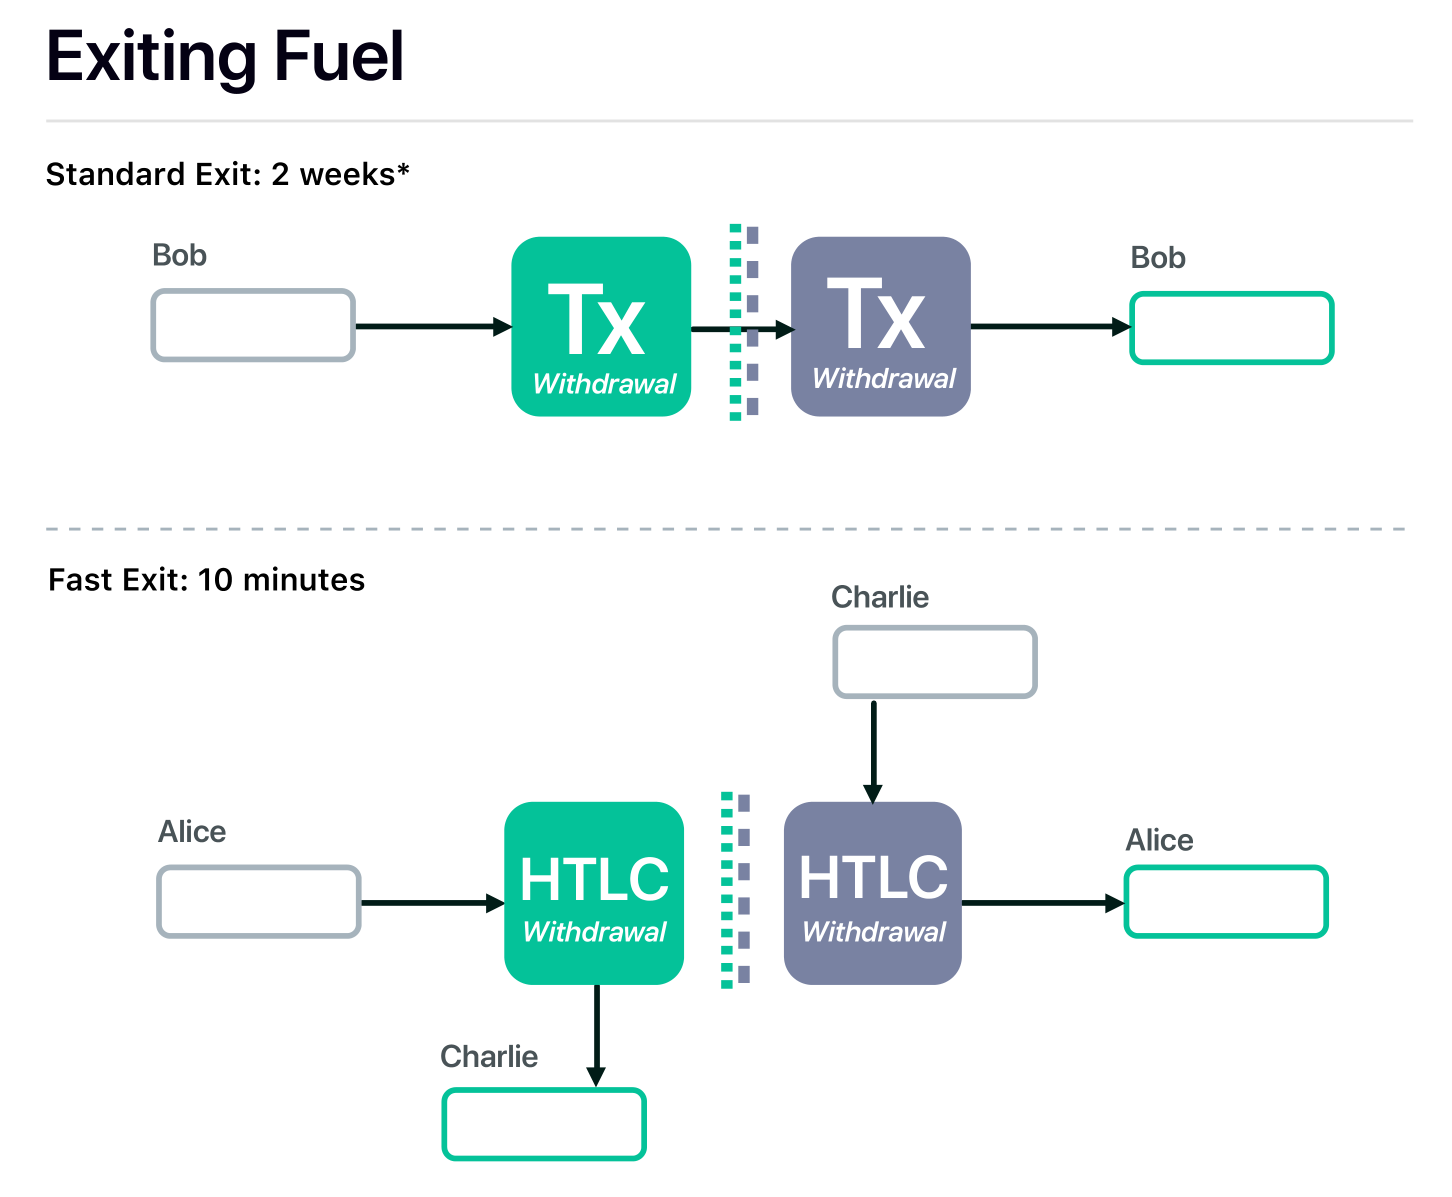 Exiting Fuel
Standard Exit: 2 weeks*
Bob
Tx
Withdrawal
Tx
Withdrawal
Bob
Fast Exit: 10 minutes
Charlie
Alice
HTLC
Withdrawal
HTLC
Withdrawal
Alice
Charlie